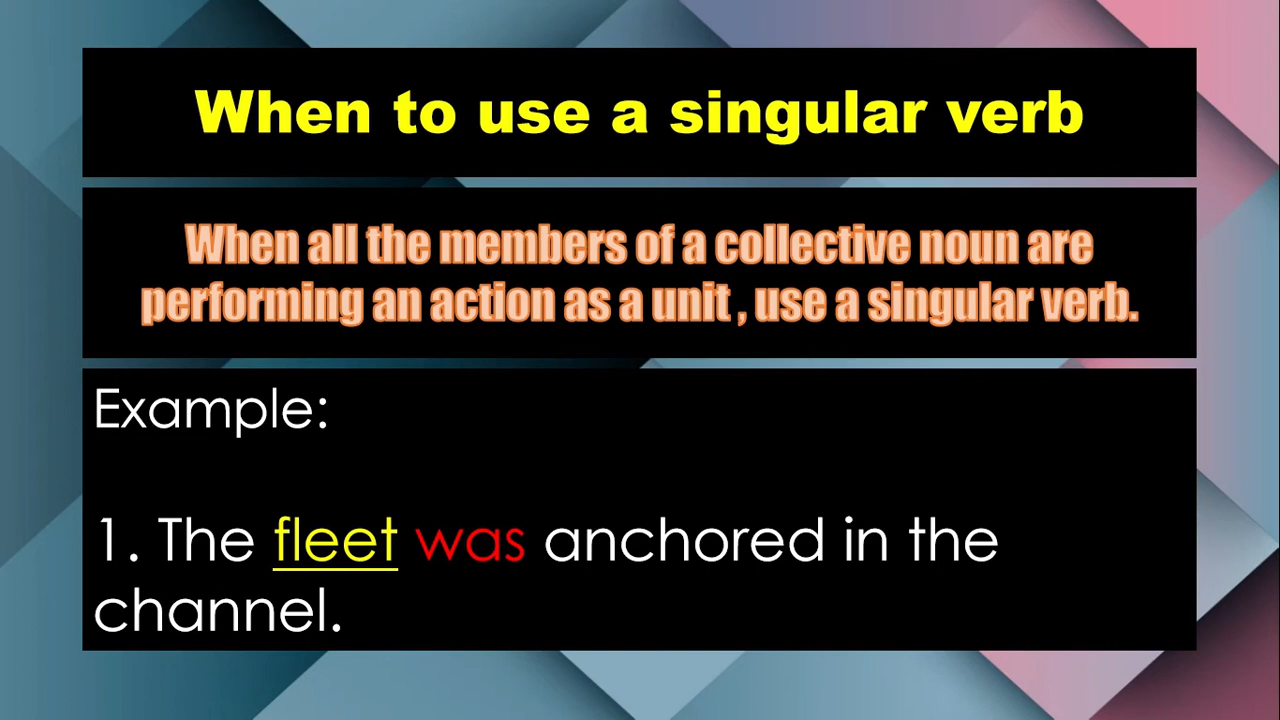 When to use a singular verb
When all the members of a collective noun are
performing an action as a unit , use a singular verb.
Example:
1. The fleet was anchored in the
channel.